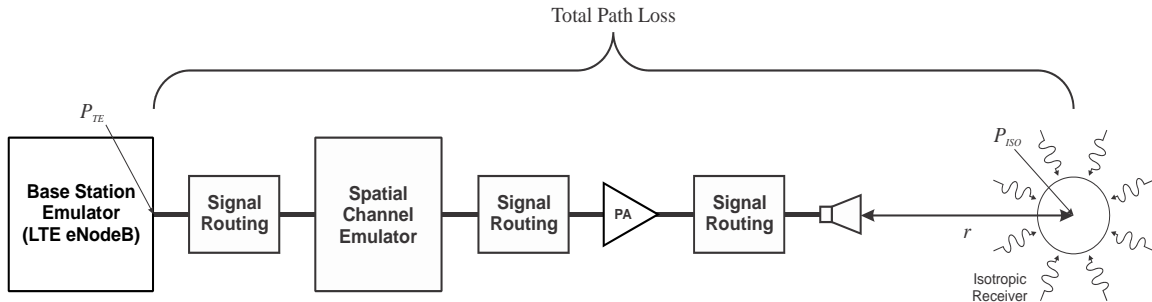 Total Path Loss
P_TE
P_ISO
Base Station
Emulator
(LTE eNodeB)
Signal
Routing
Spatial
Channel
Emulator
Signal
Routing
PA
Signal
Routing
r
Isotropic
Receiver